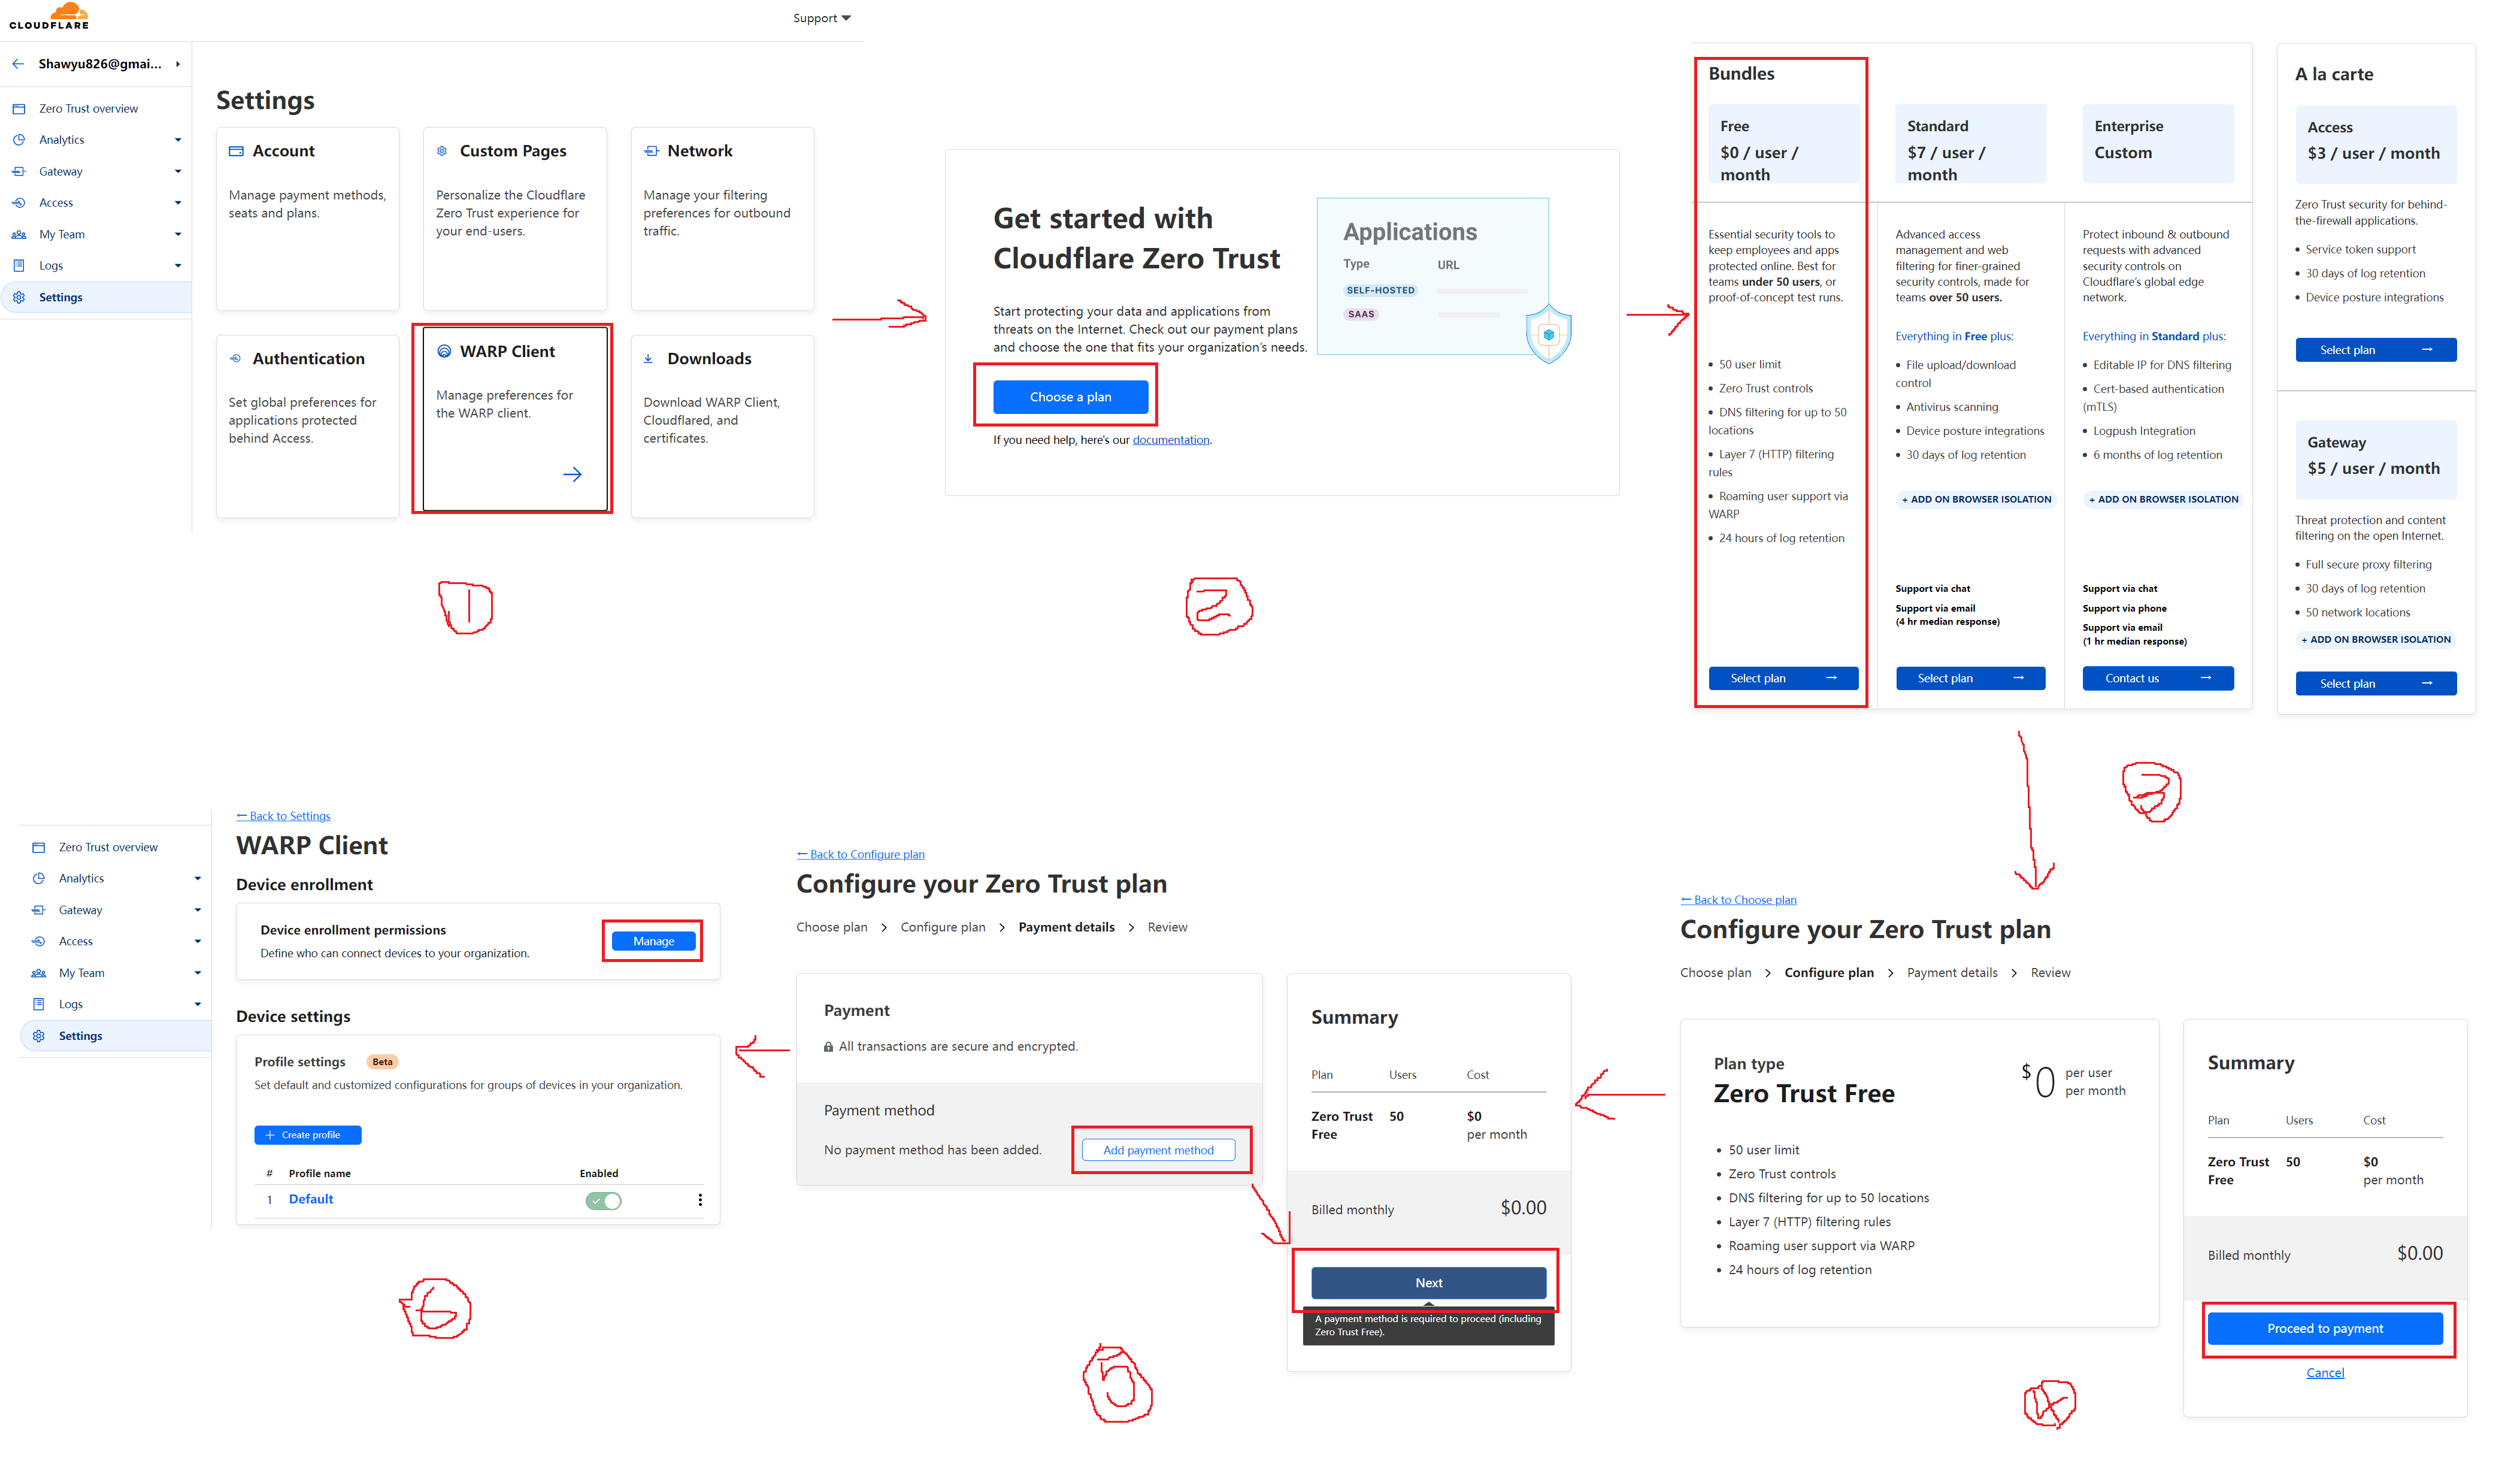 CLOUDFLARE
Support
Shawyu826@gmai...
Zero Trust overview
Analytics
Gateway
Access
My Team
Logs
Settings
Settings
Account
Manage payment methods,
seats and plans.
Custom Pages
Personalize the Cloudflare
Zero Trust experience for
your end-users.
Network
Manage your filtering
preferences for outbound
traffic.
Authentication
Set global preferences for
applications protected
behind Access.
WARP Client
Manage preferences for
the WARP client.
Downloads
Download WARP Client,
Cloudflared, and
certificates.
1
Get started with
Cloudflare Zero Trust
Start protecting your data and applications from
threats on the Internet. Check out our payment plans
and choose the one that fits your organization's needs.
Choose a plan
If you need help, here's our documentation.
Applications
Type URL
SELF-HOSTED
SAAS
2
Bundles
Free
$0 / user /
month
Essential security tools to
keep employees and apps
protected online. Best for
teams under 50 users, or
proof-of-concept test runs.
• 50 user limit
• Zero Trust controls
• DNS filtering for up to 50
locations
• Layer 7 (HTTP) filtering
rules
• Roaming user support via
WARP
• 24 hours of log retention
Select plan →
Standard
$7 / user /
month
Advanced access
management and web
filtering for finer-grained
security controls, made for
teams over 50 users.
Everything in Free plus:
• File upload/download
control
• Antivirus scanning
• Device posture integrations
• 30 days of log retention
+ ADD ON BROWSER ISOLATION
Support via chat
Support via email
(4 hr median response)
Select plan →
Enterprise
Custom
Protect inbound & outbound
requests with advanced
security controls on
Cloudflare's global edge
network.
Everything in Standard plus:
• Editable IP for DNS filtering
• Cert-based authentication
(mTLS)
• Logpush Integration
• 6 months of log retention
+ ADD ON BROWSER ISOLATION
Support via chat
Support via phone
Support via email
(1 hr median response)
Contact us →
A la carte
Access
$3 / user / month
Zero Trust security for behind-
the-firewall applications.
• Service token support
• 30 days of log retention
• Device posture integrations
Select plan →
Gateway
$5 / user / month
Threat protection and content
filtering on the open Internet.
• Full secure proxy filtering
• 30 days of log retention
• 50 network locations
+ ADD ON BROWSER ISOLATION
Select plan →
3
← Back to Choose plan
Configure your Zero Trust plan
Choose plan > Configure plan > Payment details > Review
Plan type
Zero Trust Free
$0 per user
per month
• 50 user limit
• Zero Trust controls
• DNS filtering for up to 50 locations
• Layer 7 (HTTP) filtering rules
• Roaming user support via WARP
• 24 hours of log retention
Summary
Plan Users Cost
Zero Trust 50 $0
Free per month
Billed monthly $0.00
Proceed to payment
Cancel
4
← Back to Configure plan
Configure your Zero Trust plan
Choose plan > Configure plan > Payment details > Review
Payment
All transactions are secure and encrypted.
Payment method
No payment method has been added.
Add payment method
Summary
Plan Users Cost
Zero Trust 50 $0
Free per month
Billed monthly $0.00
Next
A payment method is required to proceed (including
Zero Trust Free).
5
Zero Trust overview
Analytics
Gateway
Access
My Team
Logs
Settings
← Back to Settings
WARP Client
Device enrollment
Device enrollment permissions
Define who can connect devices to your organization.
Manage
Device settings
Profile settings Beta
Set default and customized configurations for groups of devices in your organization.
+ Create profile
# Profile name Enabled
1 Default
6